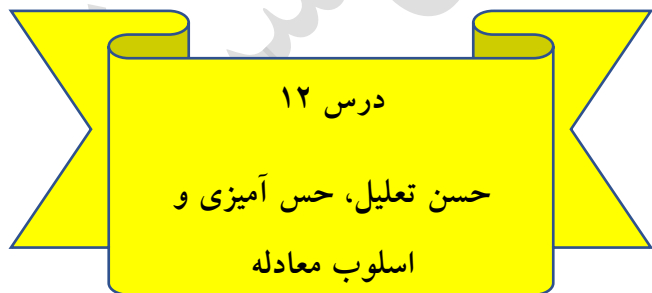 درس ۱۲
حسن تعلیل، حس آمیزی و
اسلوب معادله